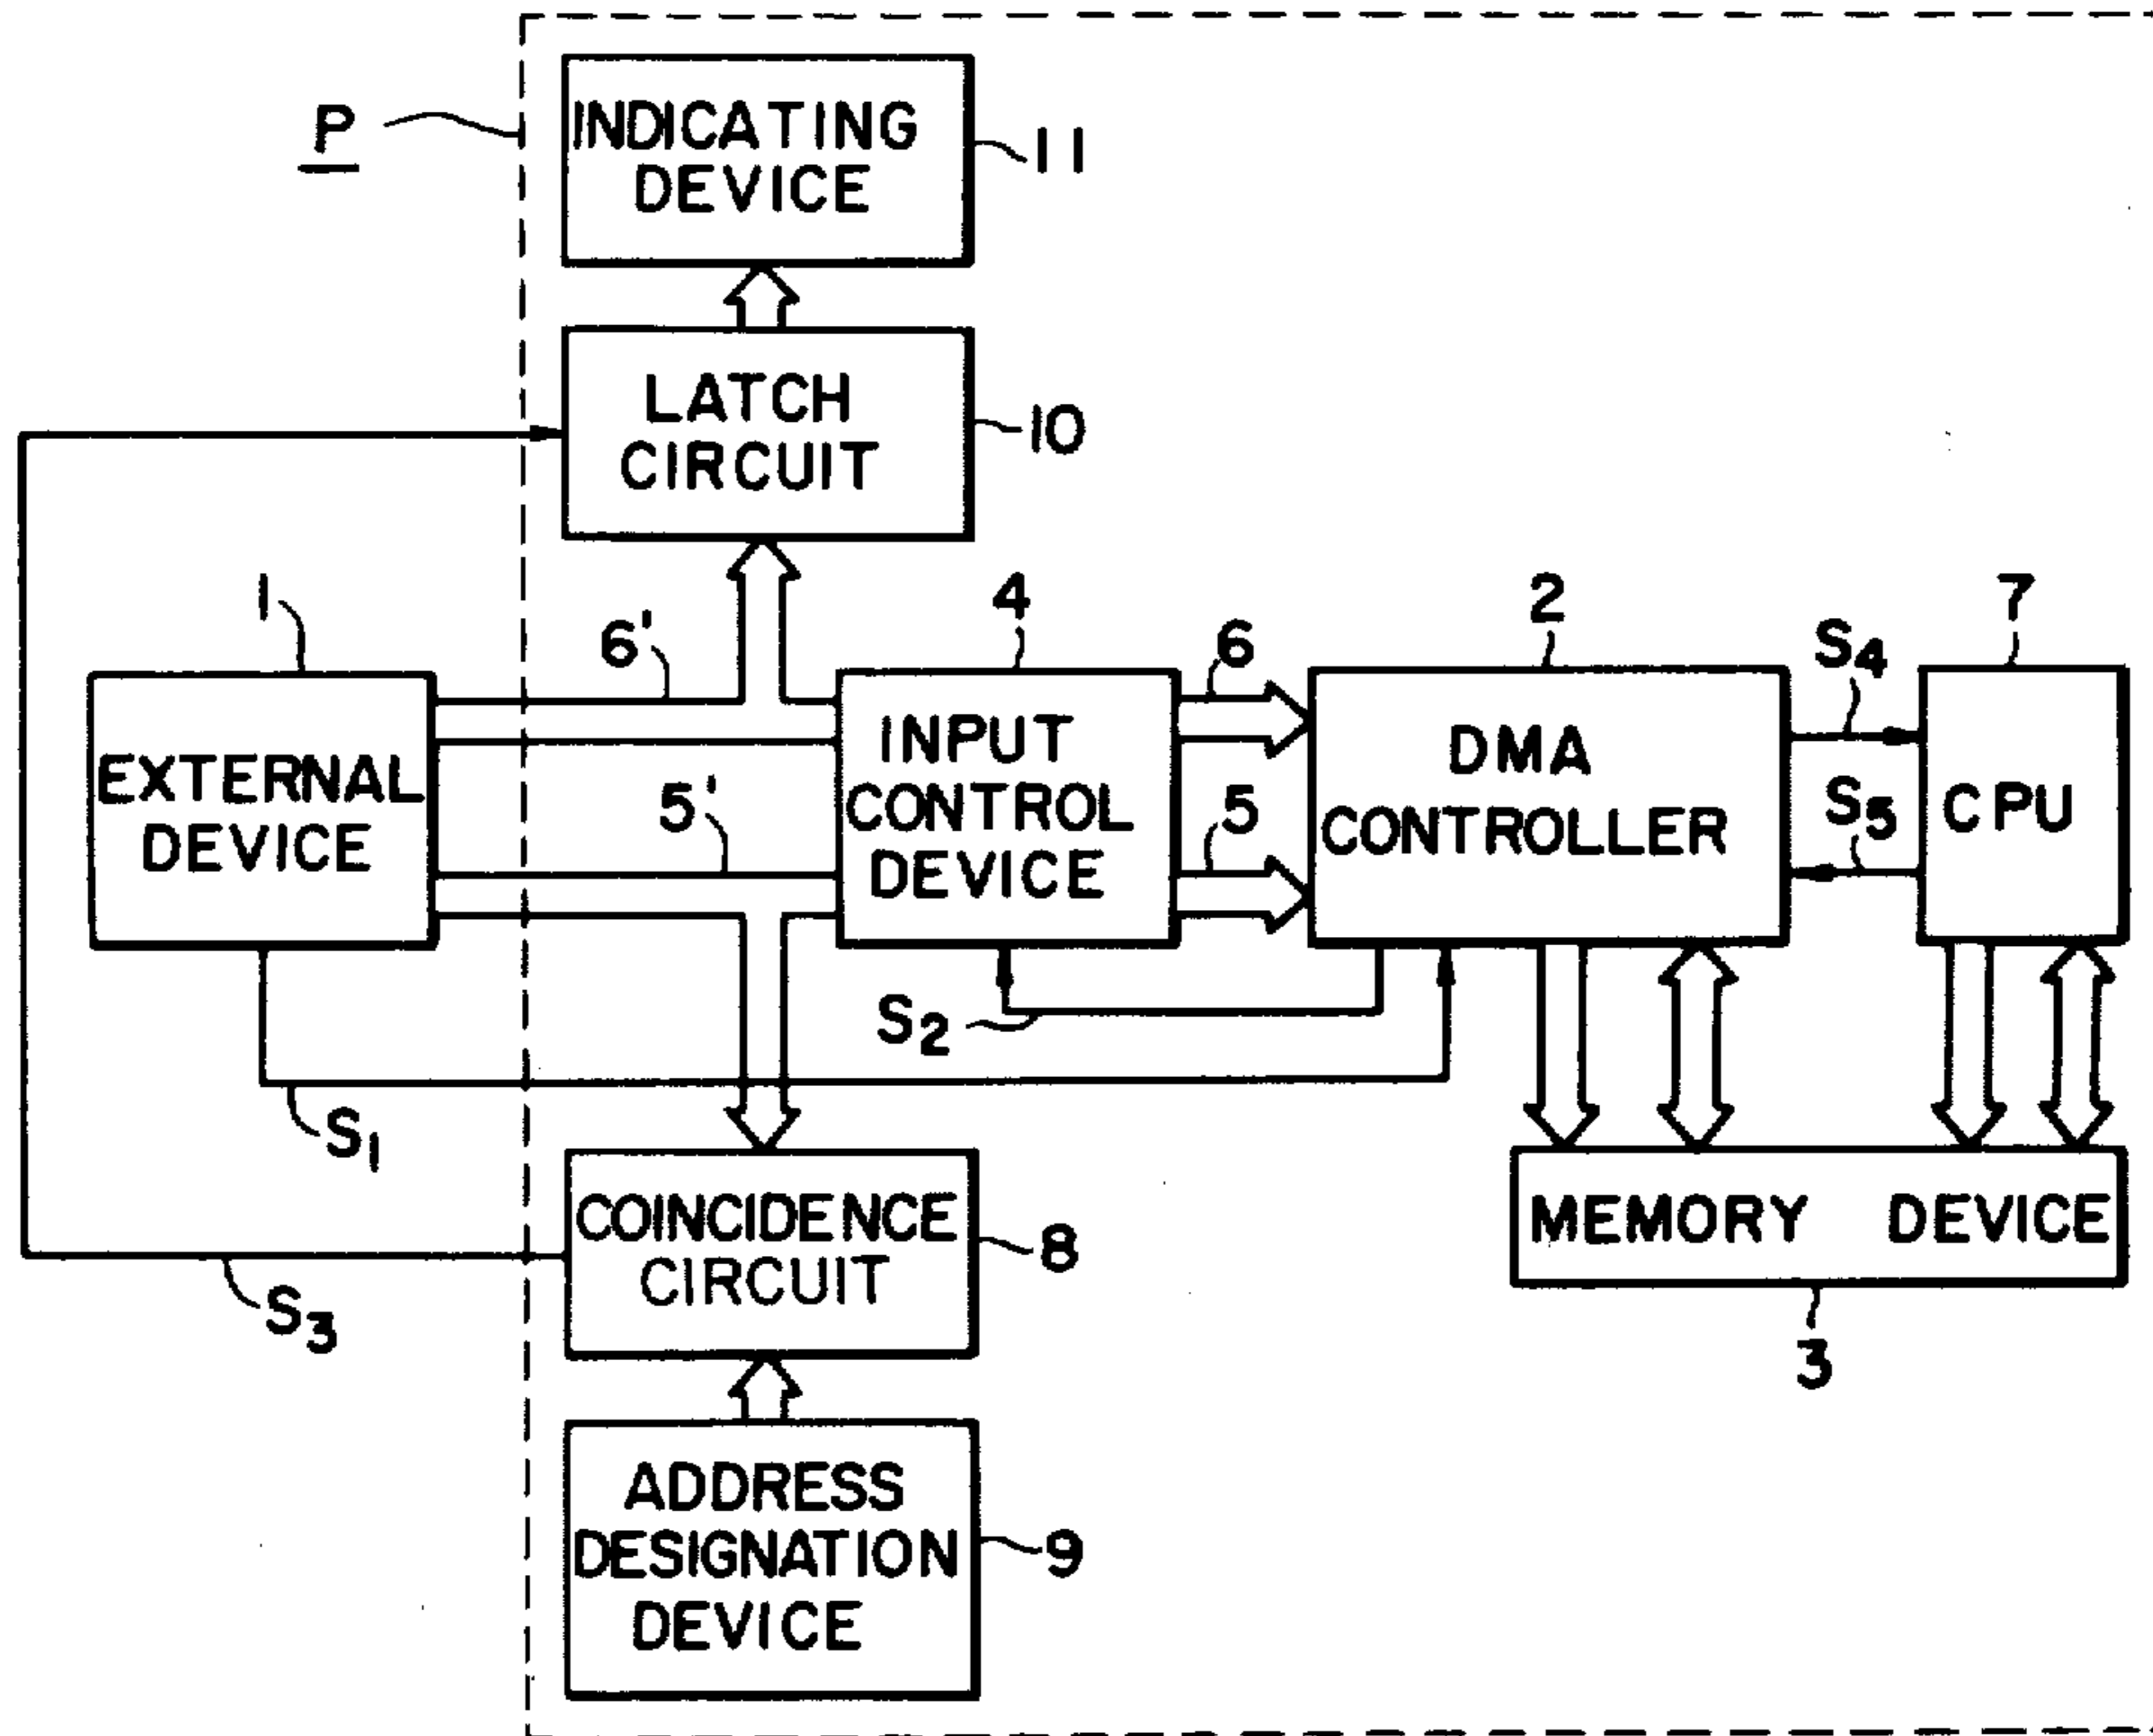 P
INDICATING
DEVICE
11
LATCH
CIRCUIT
10
1
6'
4
6
2
S4
7
EXTERNAL
DEVICE
5'
INPUT
CONTROL
DEVICE
5
DMA
CONTROLLER
S5
CPU
S2
S1
COINCIDENCE
CIRCUIT
8
MEMORY DEVICE
S3
3
ADDRESS
DESIGNATION
DEVICE
9